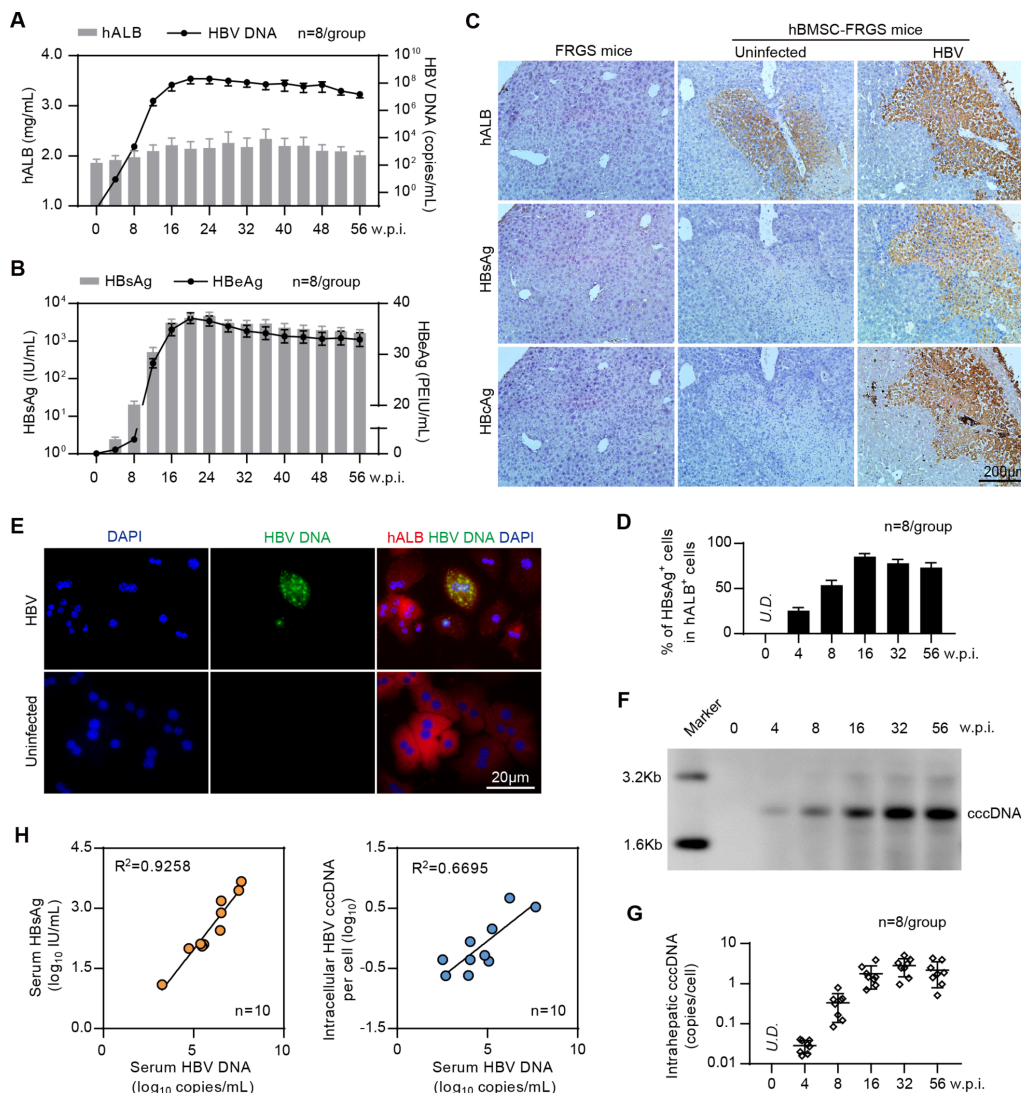 A
hALB HBV DNA n=8/group
hALB (mg/mL)
4.0
3.0
2.0
1.0
HBV DNA (copies/mL)
10^10
10^8
10^6
10^4
10^2
10^0
0 8 16 24 32 40 48 56 w.p.i.
B
HBsAg HBeAg n=8/group
HBsAg (IU/mL)
10^4
10^3
10^2
10^1
10^0
HBeAg (PEIU/mL)
40
30
20
0
0 8 16 24 32 40 48 56 w.p.i.
C
hBMSC-FRGS mice
FRGS mice Uninfected HBV
hALB
HBsAg
HBcAg
200μm
D
n=8/group
% of HBsAg+ cells
in hALB+ cells
100
50
0
U.D.
0 4 8 16 32 56 w.p.i.
E
DAPI HBV DNA hALB HBV DNA DAPI
HBV
Uninfected
20μm
F
Marker 0 4 8 16 32 56 w.p.i.
3.2Kb
1.6Kb
cccDNA
G
n=8/group
Intrahepatic cccDNA
(copies/cell)
10
1
0.1
0.01
U.D.
0 4 8 16 32 56 w.p.i.
H
Serum HBsAg
(log10 IU/mL)
4.5
3.0
1.5
0.0
R²=0.9258
n=10
0 5 10
Serum HBV DNA
(log10 copies/mL)
Intracellular HBV cccDNA
per cell (log10)
1.5
0.5
-0.5
-1.5
R²=0.6695
n=10
0 5 10
Serum HBV DNA
(log10 copies/mL)